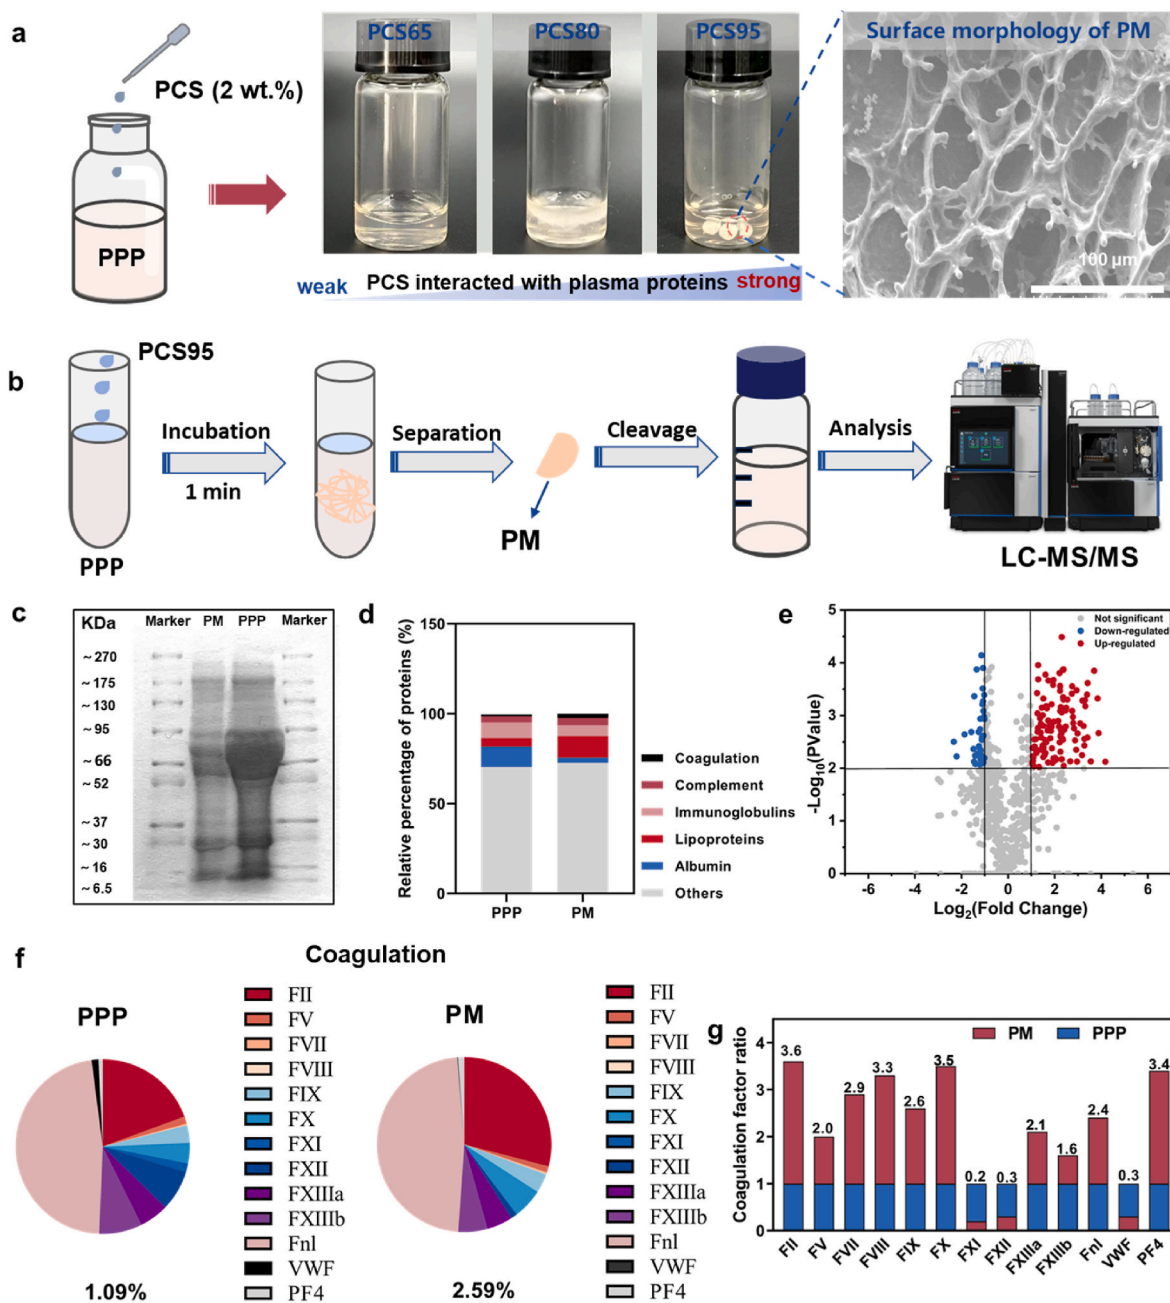 a
PCS (2 wt.%)
PPP
PCS65
PCS80
PCS95
Surface morphology of PM
100 μm
weak
PCS interacted with plasma proteins
strong
b
PCS95
PPP
Incubation
1 min
Separation
PM
Cleavage
Analysis
LC-MS/MS
c
KDa
Marker PM PPP Marker
~ 270
~ 175
~ 130
~ 95
~ 66
~ 52
~ 37
~ 30
~ 16
~ 6.5
d
Relative percentage of proteins (%)
150
100
50
0
PPP PM
Coagulation
Complement
Immunoglobulins
Lipoproteins
Albumin
Others
e
-Log10(PValue)
5
4
3
2
1
0
Not significant
Down-regulated
Up-regulated
-6 -4 -2 0 2 4 6
Log2(Fold Change)
f
Coagulation
PPP
1.09%
FII
FV
FVII
FVIII
FIX
FX
FXI
FXII
FXIIIa
FXIIIb
FnI
VWF
PF4
PM
2.59%
FII
FV
FVII
FVIII
FIX
FX
FXI
FXII
FXIIIa
FXIIIb
FnI
VWF
PF4
g
PM PPP
Coagulation factor ratio
4
3
2
1
0
3.6 2.0 2.9 3.3 2.6 3.5 0.2 0.3 2.1 1.6 2.4 0.3 3.4
FII FV FVII FVIII FIX FX FXI FXII FXIIIa FXIIIb FnI VWF PF4